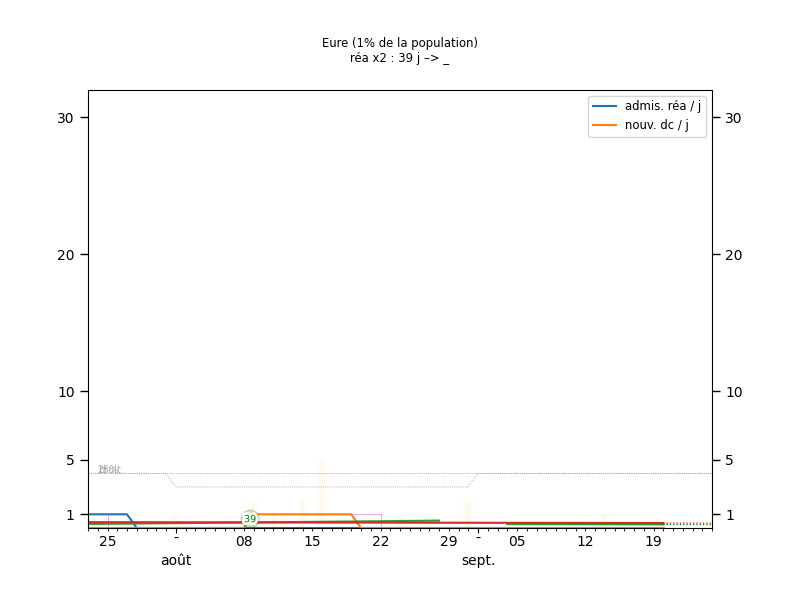 Eure (1% de la population)
réa x2 : 39 j –> _
admis. réa / j
nouv. dc / j
30 30
20 20
10 10
5 5
1 1
39
25 - 08 15 22 29 - 05 12 19
août sept.